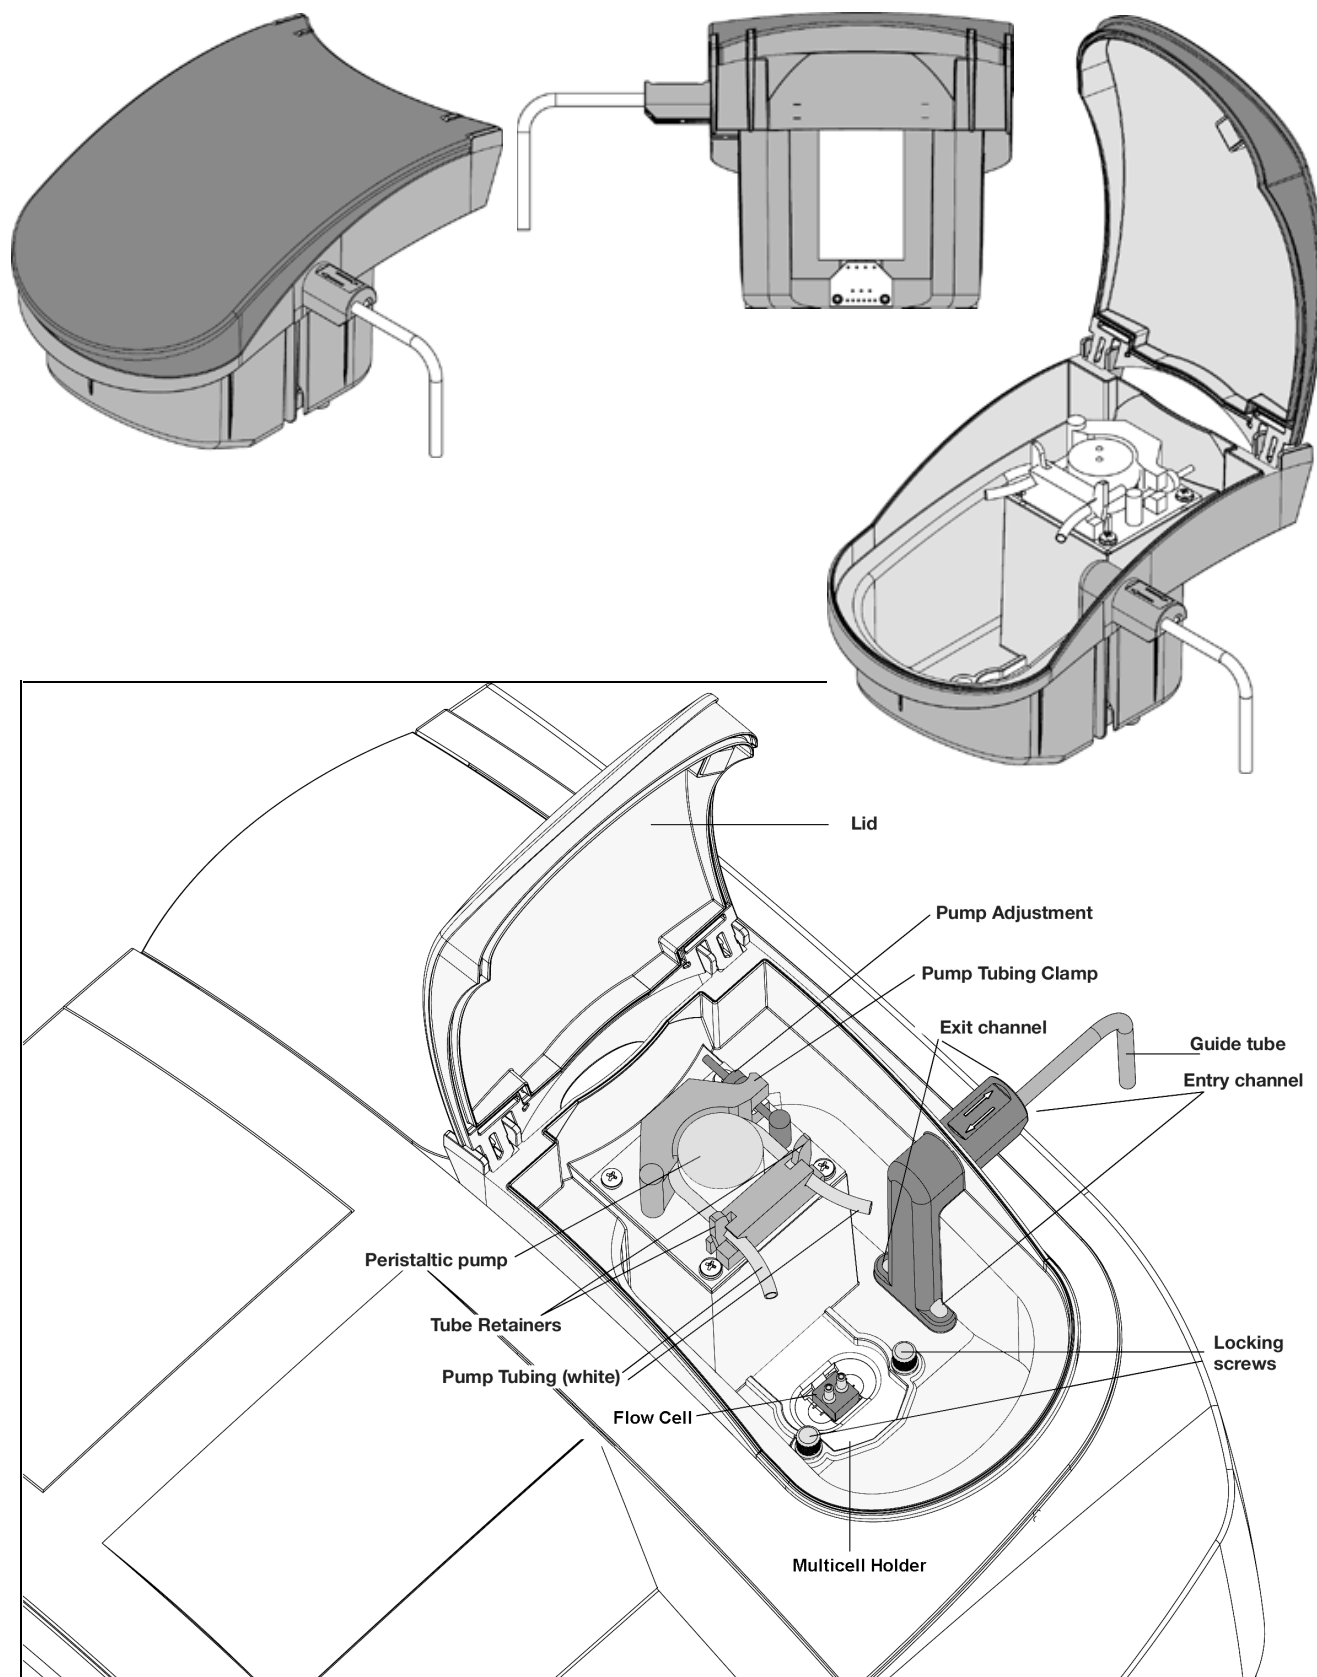 Lid
Pump Adjustment
Pump Tubing Clamp
Exit channel
Guide tube
Entry channel
Peristaltic pump
Tube Retainers
Locking
screws
Pump Tubing (white)
Flow Cell
Multicell Holder